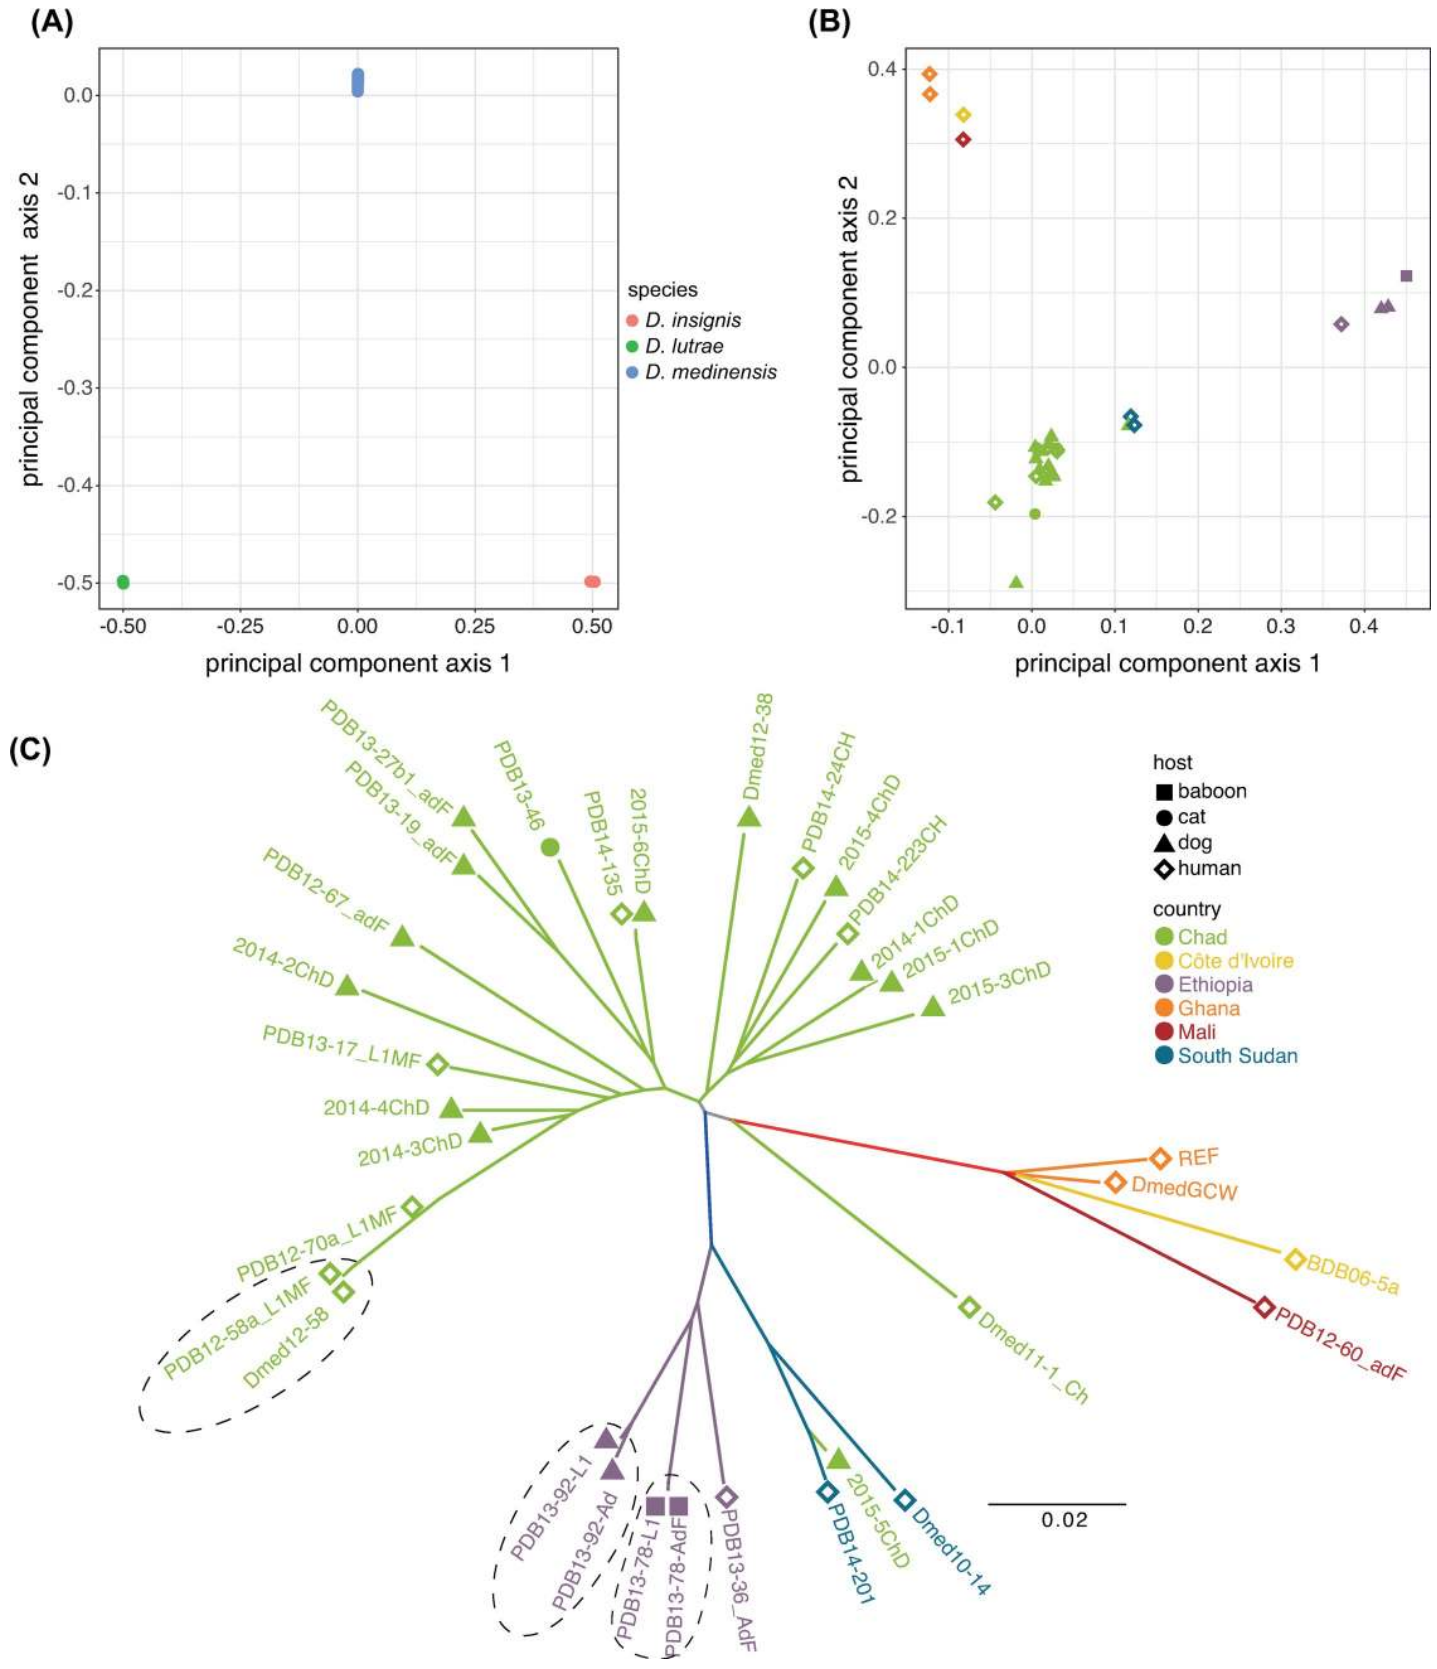 (A)
0.0
-0.1
-0.2
-0.3
-0.4
-0.5
-0.50
-0.25
0.00
0.25
0.50
principal component axis 1
principal component axis 2
species
D. insignis
D. lutrae
D. medinensis
(B)
0.4
0.2
0.0
-0.2
-0.1
0.0
0.1
0.2
0.3
0.4
principal component axis 1
principal component axis 2
(C)
PDB13-27b1_adF
PDB13-19_adF
PDB13-46
PDB14-135
2015-6ChD
Dmed12-38
PDB14-24CH
2015-4ChD
PDB14-223CH
2014-1ChD
2015-1ChD
2015-3ChD
PDB12-67_adF
2014-2ChD
PDB13-17_L1MF
2014-4ChD
2014-3ChD
PDB12-70a_L1MF
PDB12-58a_L1MF
Dmed12-58
PDB13-92-L1
PDB13-92-Ad
PDB13-78-L1
PDB13-78-AdF
PDB13-36_AdF
PDB14-201
2015-5ChD
Dmed10-14
Dmed11-1_Ch
REF
DmedGCW
BDB06-5a
PDB12-60_adF
host
baboon
cat
dog
human
country
Chad
Côte d'Ivoire
Ethiopia
Ghana
Mali
South Sudan
0.02